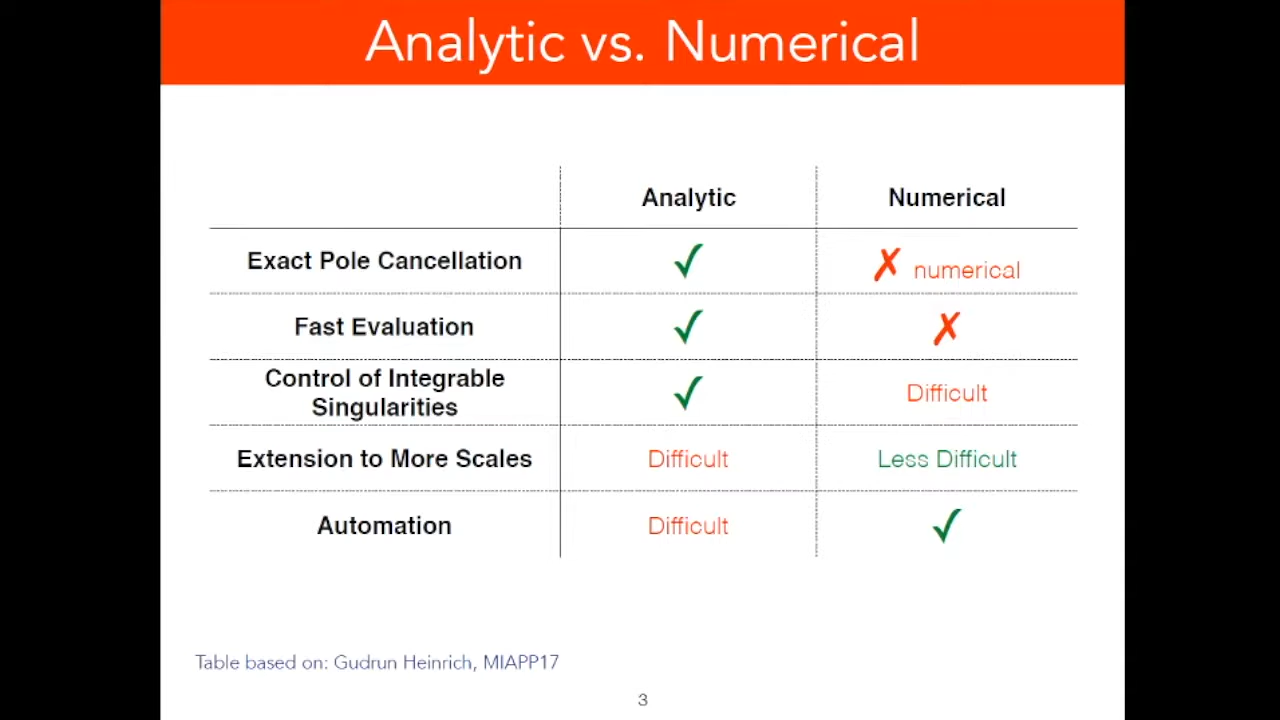 Analytic vs. Numerical
Analytic Numerical
Exact Pole Cancellation ✓ ✗ numerical
Fast Evaluation ✓ ✗
Control of Integrable
Singularities ✓ Difficult
Extension to More Scales Difficult Less Difficult
Automation Difficult ✓
Table based on: Gudrun Heinrich, MIAPP17
3